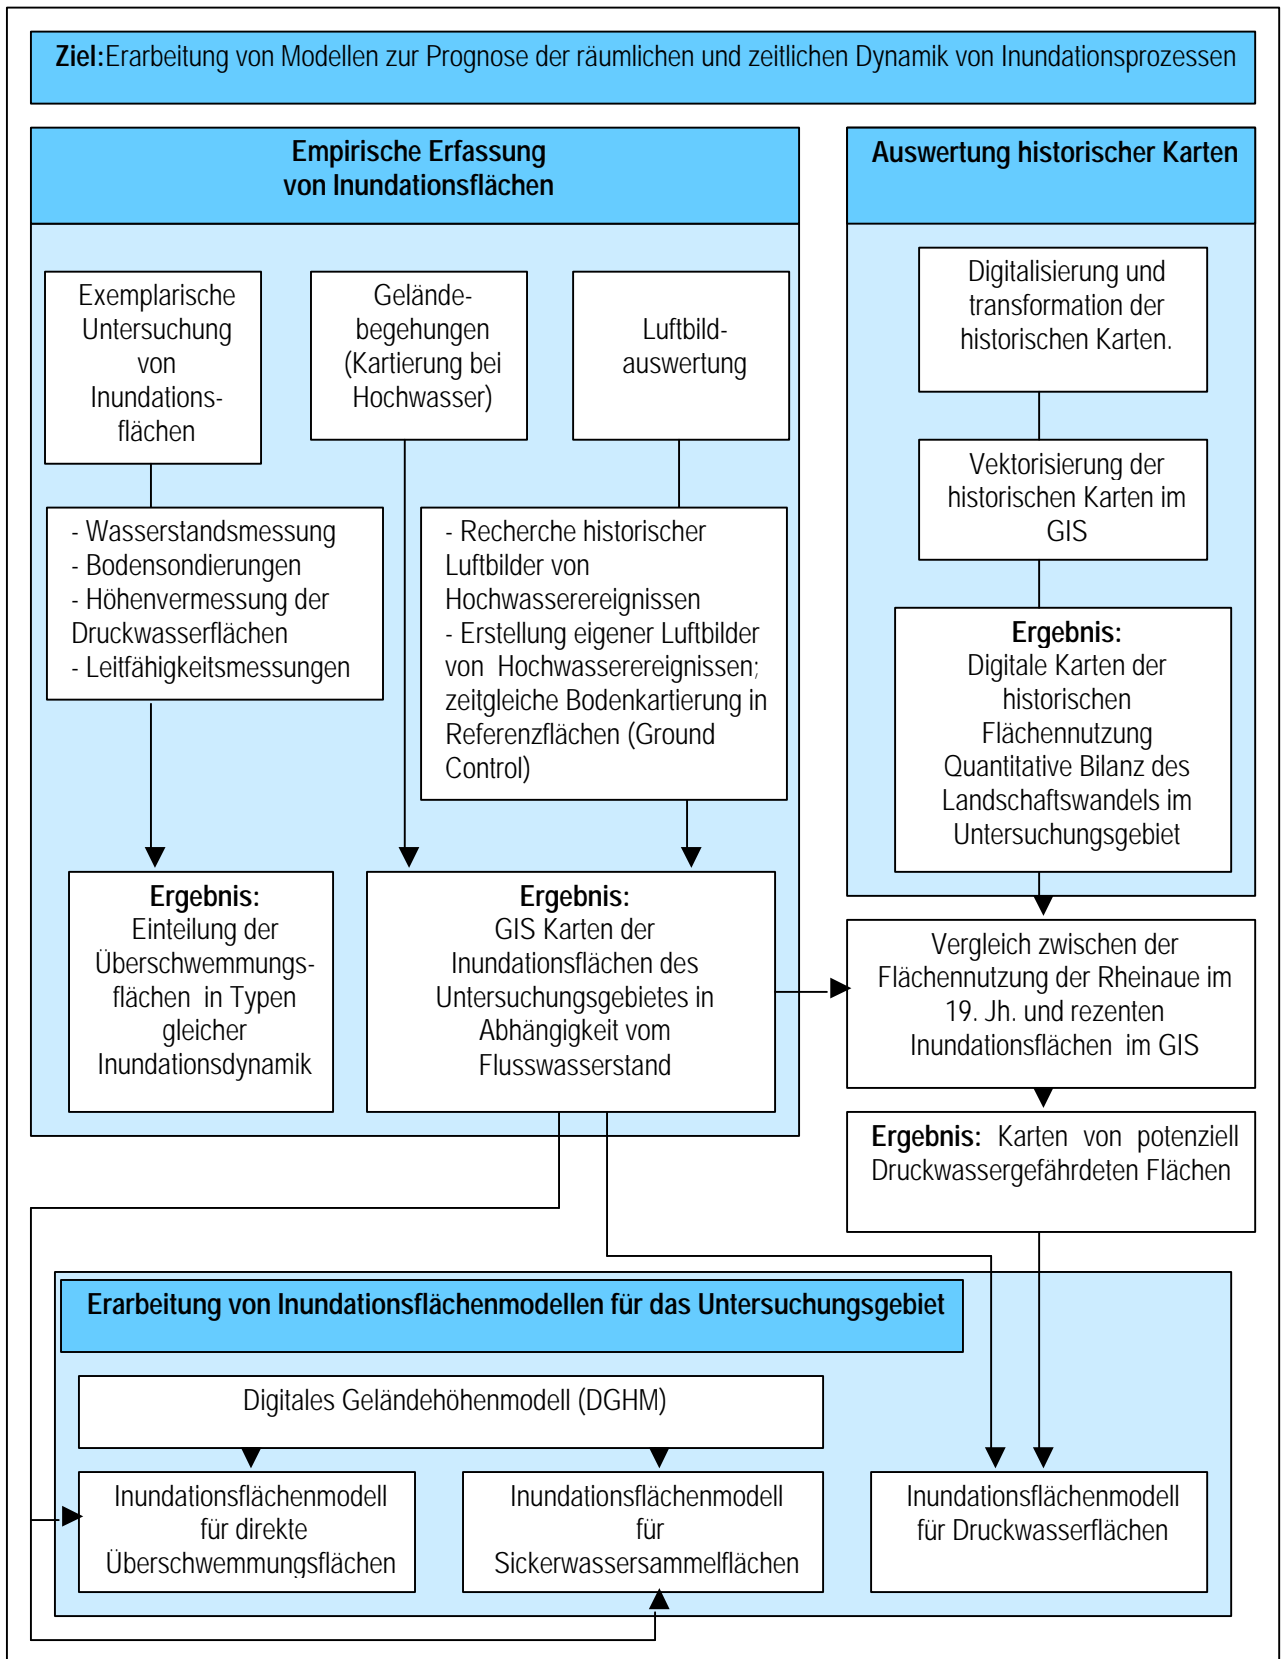 Ziel:Erarbeitung von Modellen zur Prognose der räumlichen und zeitlichen Dynamik von Inundationsprozessen
Empirische Erfassung
von Inundationsflächen
Exemplarische
Untersuchung
von
Inundations-
flächen
Gelände-
begehungen
(Kartierung bei
Hochwasser)
Luftbild-
auswertung
- Wasserstandsmessung
- Bodensondierungen
- Höhenvermessung der
Druckwasserflächen
- Leitfähigkeitsmessungen
- Recherche historischer
Luftbilder von
Hochwasserereignissen
- Erstellung eigener Luftbilder
von Hochwasserereignissen;
zeitgleiche Bodenkartierung in
Referenzflächen (Ground
Control)
Ergebnis:
Einteilung der
Überschwemmungs-
flächen in Typen
gleicher
Inundationsdynamik
Ergebnis:
GIS Karten der
Inundationsflächen des
Untersuchungsgebietes in
Abhängigkeit vom
Flusswasserstand
Auswertung historischer Karten
Digitalisierung und
transformation der
historischen Karten.
Vektorisierung der
historischen Karten im
GIS
Ergebnis:
Digitale Karten der
historischen
Flächennutzung
Quantitative Bilanz des
Landschaftswandels im
Untersuchungsgebiet
Vergleich zwischen der
Flächennutzung der Rheinaue im
19. Jh. und rezenten
Inundationsflächen im GIS
Ergebnis: Karten von potenziell
Druckwassergefährdeten Flächen
Erarbeitung von Inundationsflächenmodellen für das Untersuchungsgebiet
Digitales Geländehöhenmodell (DGHM)
Inundationsflächenmodell
für direkte
Überschwemmungsflächen
Inundationsflächenmodell
für
Sickerwassersammelflächen
Inundationsflächenmodell
für Druckwasserflächen